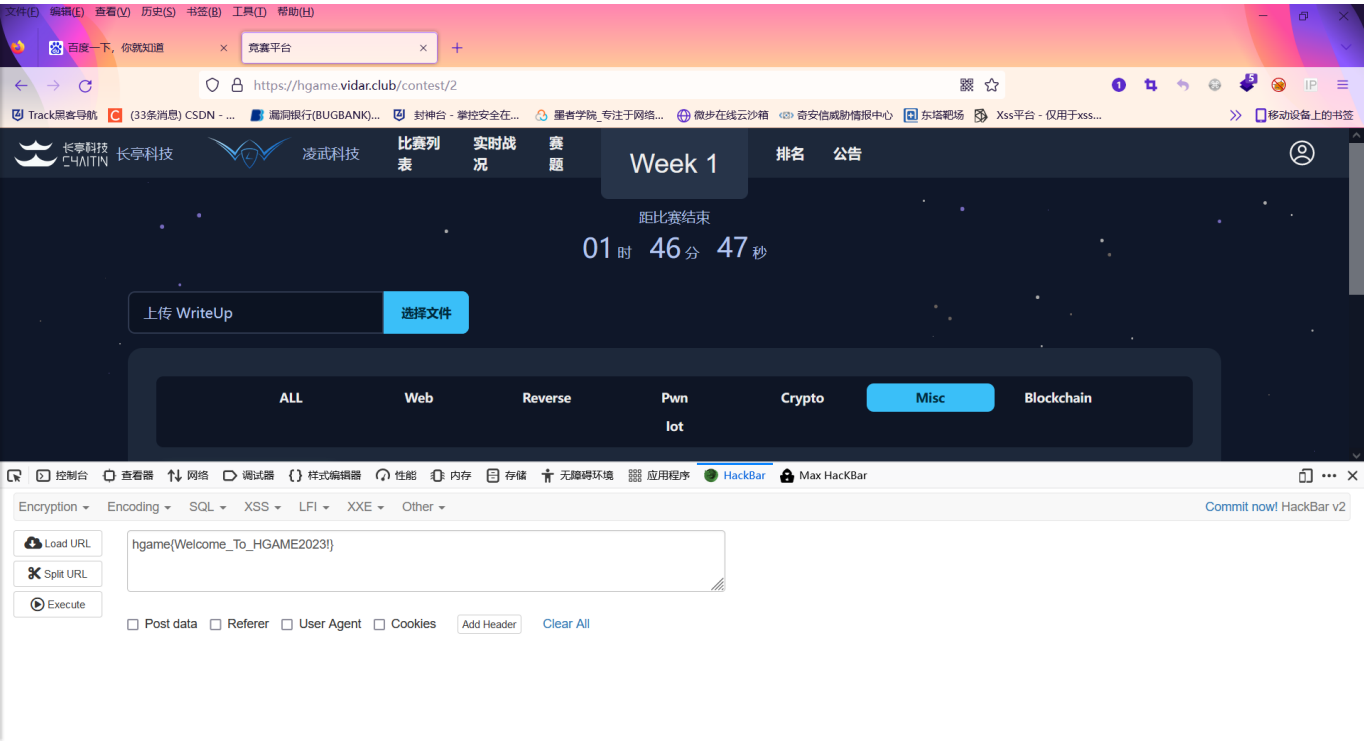 文件(F) 编辑(E) 查看(V) 历史(S) 书签(B) 工具(T) 帮助(H)
百度一下，你就知道 竞赛平台
https://hgame.vidar.club/contest/2 1 5 IP
Track黑客导航 C (33条消息) CSDN - ... 漏洞银行(BUGBANK)... 封神台 - 掌控安全在... 墨者学院_专注于网络... 微步在线云沙箱 奇安信威胁情报中心 东塔靶场 Xss平台 - 仅用于xss... 移动设备上的书签
长亭科技 CHAITIN 长亭科技 凌武科技 比赛列表 实时战况 赛题 Week 1 排名 公告
距比赛结束
01 时 46 分 47 秒
上传 WriteUp 选择文件
ALL Web Reverse Pwn Crypto Misc Blockchain
Iot
控制台 查看器 网络 调试器 样式编辑器 性能 内存 存储 无障碍环境 应用程序 HackBar Max HacKBar
Encryption Encoding SQL XSS LFI XXE Other Commit now! HackBar v2
Load URL hgame{Welcome_To_HGAME2023!}
Split URL
Execute
Post data Referer User Agent Cookies Add Header Clear All